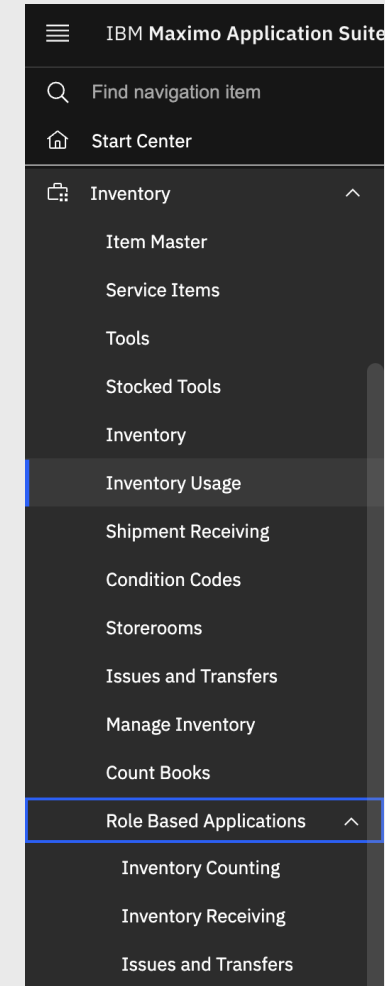 IBM Maximo Application Suite
Find navigation item
Start Center
Inventory
Item Master
Service Items
Tools
Stocked Tools
Inventory
Inventory Usage
Shipment Receiving
Condition Codes
Storerooms
Issues and Transfers
Manage Inventory
Count Books
Role Based Applications
Inventory Counting
Inventory Receiving
Issues and Transfers